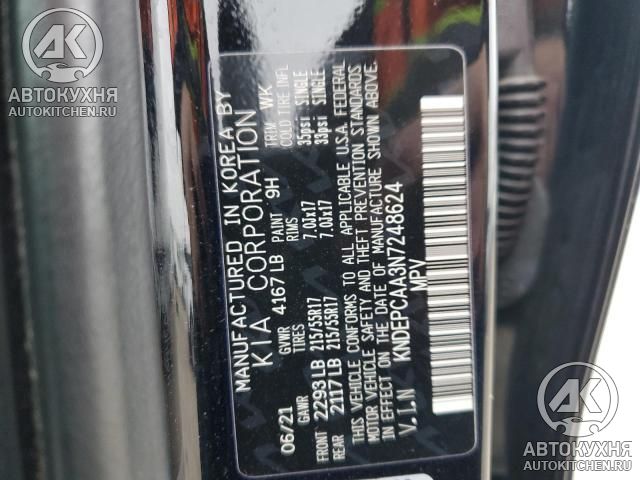 АВТОКУХНЯ
AUTOKITCHEN.RU
MANUFACTURED IN KOREA BY
KIA CORPORATION
06/21 GVWR 4167 LB PAINT 9H TRIM WK
GAWR TIRES RIMS COLD TIRE INFL
FRONT 2293 LB 215/55R17 7.0Jx17 35psi SINGLE
REAR 2117 LB 215/55R17 7.0Jx17 33psi SINGLE
THIS VEHICLE CONFORMS TO ALL APPLICABLE U.S.A. FEDERAL
MOTOR VEHICLE SAFETY AND THEFT PREVENTION STANDARDS
IN EFFECT ON THE DATE OF MANUFACTURE SHOWN ABOVE.
V.I.N KNDEPCAA3N7248624
MPV
АВТОКУХНЯ
AUTOKITCHEN.RU